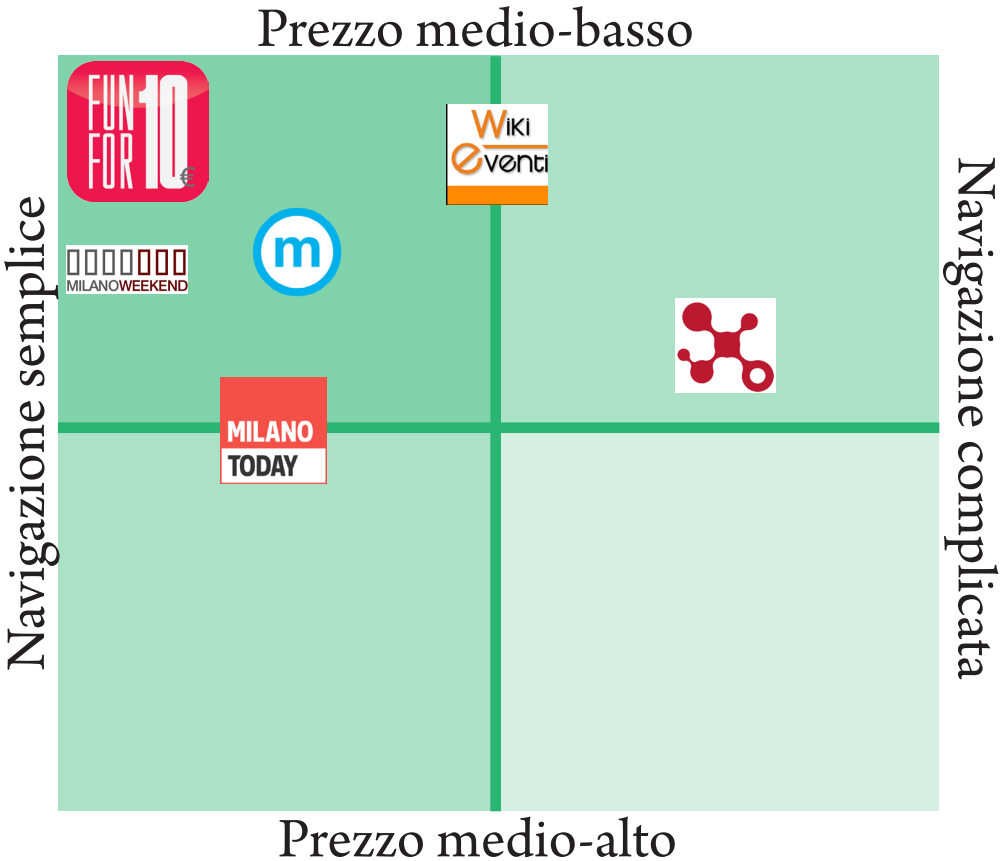 Prezzo medio-basso
FUN
FOR
10
€
Wiki
eventi
m
MILANOWEEKEND
MILANO
TODAY
Navigazione semplice
Navigazione complicata
Prezzo medio-alto